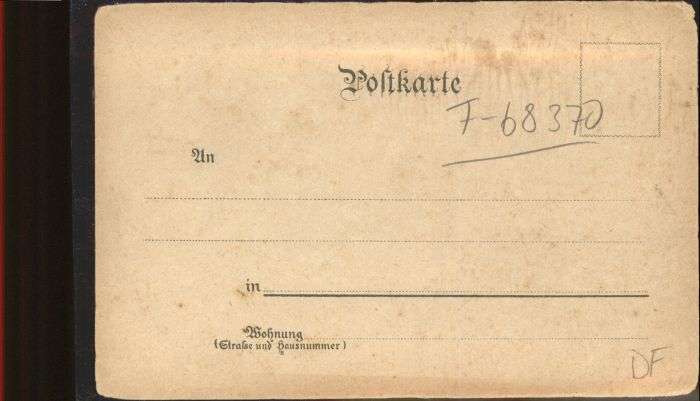 Postkarte
F-68370
An
in
Wohnung
(Straße und Hausnummer)
DF